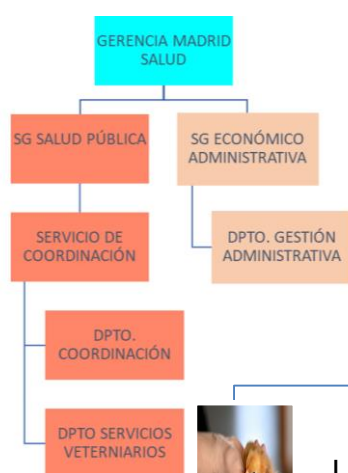 GERENCIA MADRID
SALUD
SG SALUD PÚBLICA
SG ECONÓMICO
ADMINISTRATIVA
SERVICIO DE
COORDINACIÓN
DPTO. GESTIÓN
ADMINISTRATIVA
DPTO.
COORDINACIÓN
DPTO SERVICIOS
VETERNIARIOS